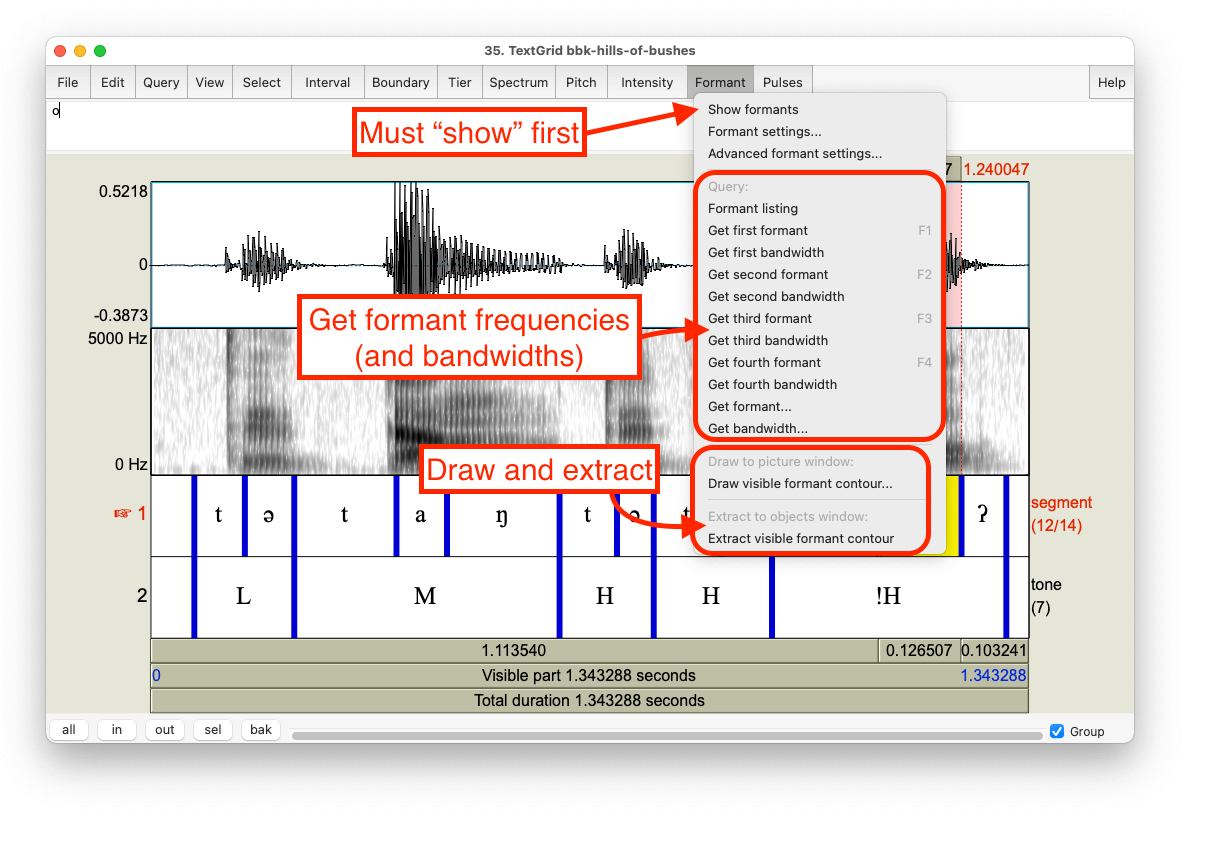 35. TextGrid bbk-hills-of-bushes
File Edit Query View Select Interval Boundary Tier Spectrum Pitch Intensity Formant Pulses Help
o
Must “show” first
Show formants
Formant settings...
Advanced formant settings...
7 1.240047
Query:
Formant listing
Get first formant F1
Get first bandwidth
Get second formant F2
Get second bandwidth
Get third formant F3
Get third bandwidth
Get fourth formant F4
Get fourth bandwidth
Get formant...
Get bandwidth...
Draw to picture window:
Draw visible formant contour...
Extract to objects window:
Extract visible formant contour
0.5218
0
-0.3873
5000 Hz
0 Hz
Get formant frequencies
(and bandwidths)
Draw and extract
☞ 1 t ə t a ŋ t ə t ʔ segment
(12/14)
2 L M H H !H tone
(7)
1.113540 0.126507 0.103241
0 Visible part 1.343288 seconds 1.343288
Total duration 1.343288 seconds
all in out sel bak Group